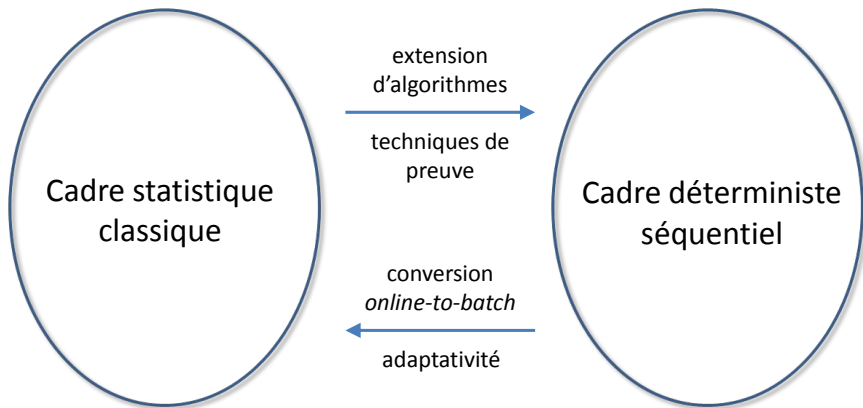 extension
d'algorithmes
techniques de
preuve
Cadre statistique
classique
Cadre déterministe
séquentiel
conversion
online-to-batch
adaptativité